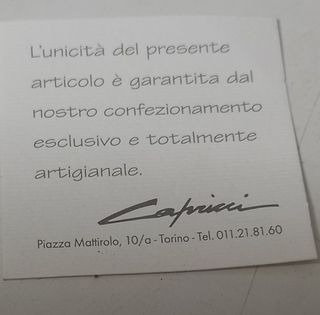 L'unicità del presente
articolo è garantita dal
nostro confezionamento
esclusivo e totalmente
artigianale.
Capricci
Piazza Mattirolo, 10/a - Torino - Tel. 011.21.81.60